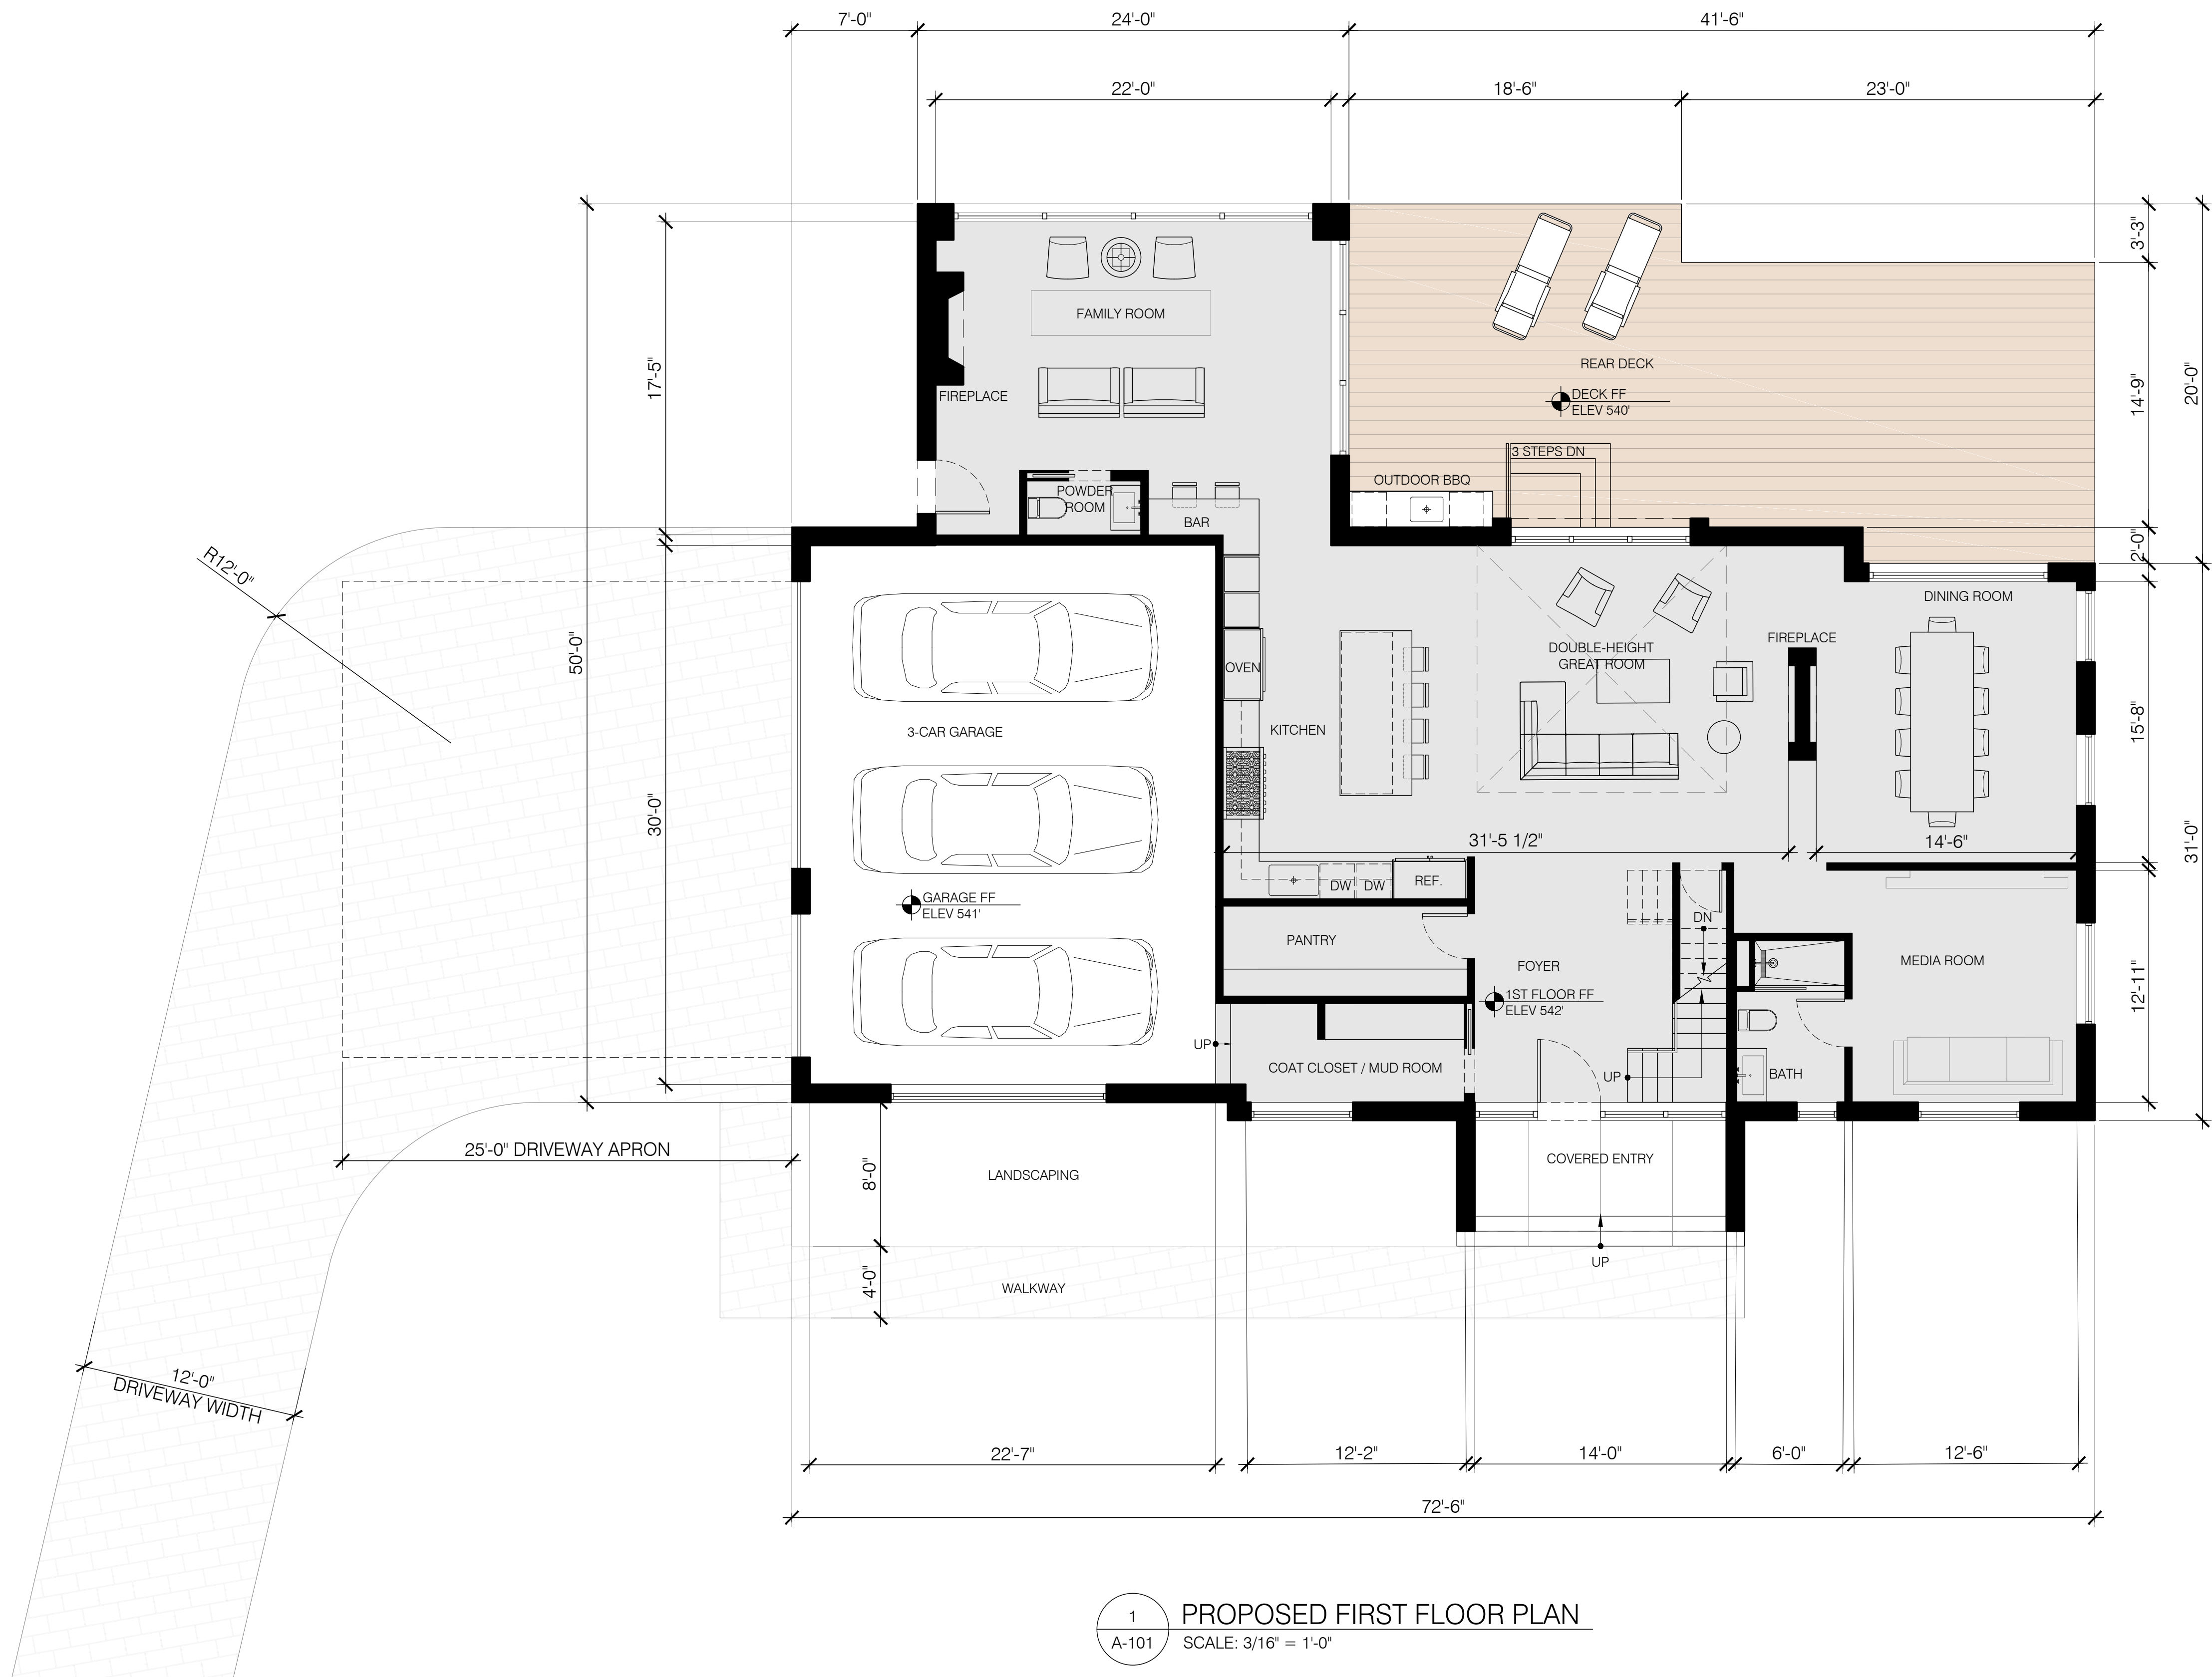 7'-0"
24'-0"
41'-6"
22'-0"
18'-6"
23'-0"
3'-3"
17'-5"
FAMILY ROOM
REAR DECK
14'-9"
20'-0"
FIREPLACE
DECK FF
ELEV 540'
3 STEPS DN
OUTDOOR BBQ
POWDER
ROOM
BAR
2'-0"
R12'-0"
DINING ROOM
50'-0"
OVEN
DOUBLE-HEIGHT
GREAT ROOM
FIREPLACE
3-CAR GARAGE
KITCHEN
15'-8"
30'-0"
31'-5 1/2"
14'-6"
31'-0"
DW
DW
REF.
GARAGE FF
ELEV 541'
DN
PANTRY
FOYER
MEDIA ROOM
12'-11"
1ST FLOOR FF
ELEV 542'
UP
COAT CLOSET / MUD ROOM
UP
BATH
25'-0" DRIVEWAY APRON
8'-0"
LANDSCAPING
COVERED ENTRY
UP
4'-0"
WALKWAY
12'-0"
DRIVEWAY WIDTH
22'-7"
12'-2"
14'-0"
6'-0"
12'-6"
72'-6"
1
A-101
PROPOSED FIRST FLOOR PLAN
SCALE: 3/16" = 1'-0"